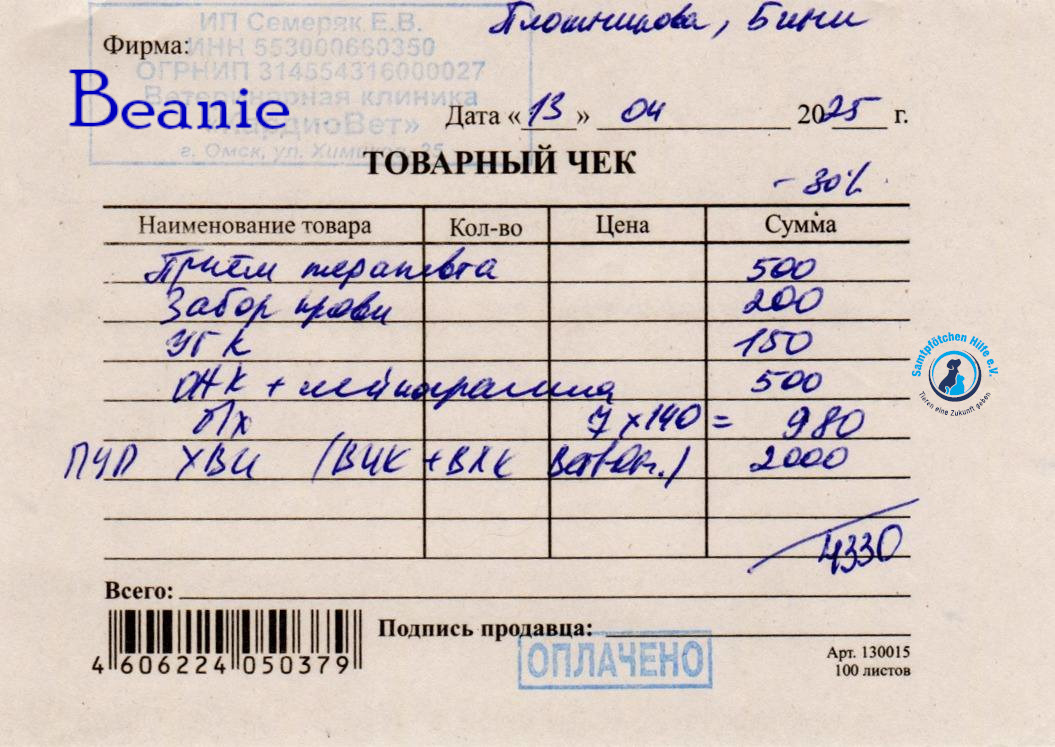 Плотникова, Бини
ИП Семеряк Е.В.
Фирма:
ИНН 553000660350
ОГРНИП 314554316000027
Ветеринарная клиника
«КардиоВет»
г. Омск, ул. Химиков, 35
Beanie
Дата «13» 04 2025 г.
ТОВАРНЫЙ ЧЕК
- 30%
Наименование товара Кол-во Цена Сумма
Приём терапевта 500
Забор крови 200
УГК 150
ОАК + лейкограмма 500
Пх 7 x 140 = 980
ПЦР ХВИ (ВИК + ВЛК 2000
4330
Всего:
Подпись продавца:
ОПЛАЧЕНО
4 606224 050379
Арт. 130015
100 листов
Samtpfötchen Hilfe e.V.
Tieren eine Zukunft geben